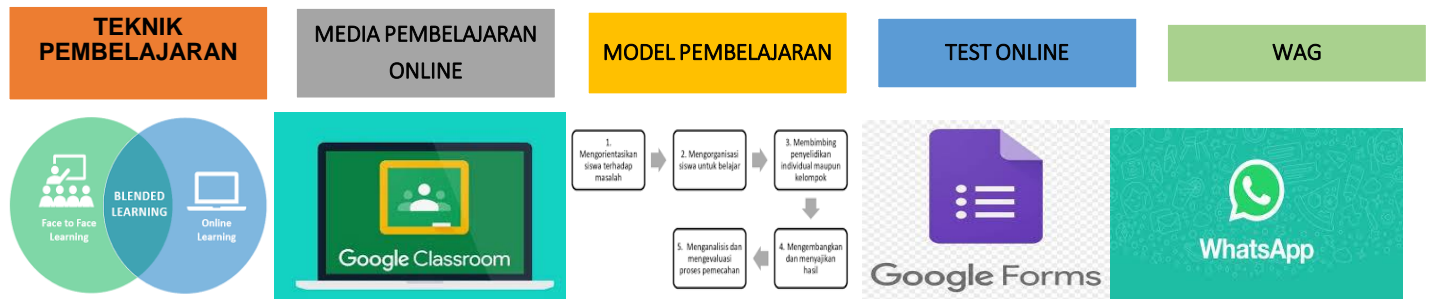 TEKNIK
PEMBELAJARAN
MEDIA PEMBELAJARAN
ONLINE
MODEL PEMBELAJARAN
TEST ONLINE
WAG
Face to Face
Learning
BLENDED
LEARNING
Online
Learning
Google Classroom
1.
Mengorientasikan
siswa terhadap
masalah
2. Mengorganisasi
siswa untuk belajar
3. Membimbing
penyelidikan
individual maupun
kelompok
4. Mengembangkan
dan menyajikan
hasil
5. Menganalisis dan
mengevaluasi
proses pemecahan
Google Forms
WhatsApp